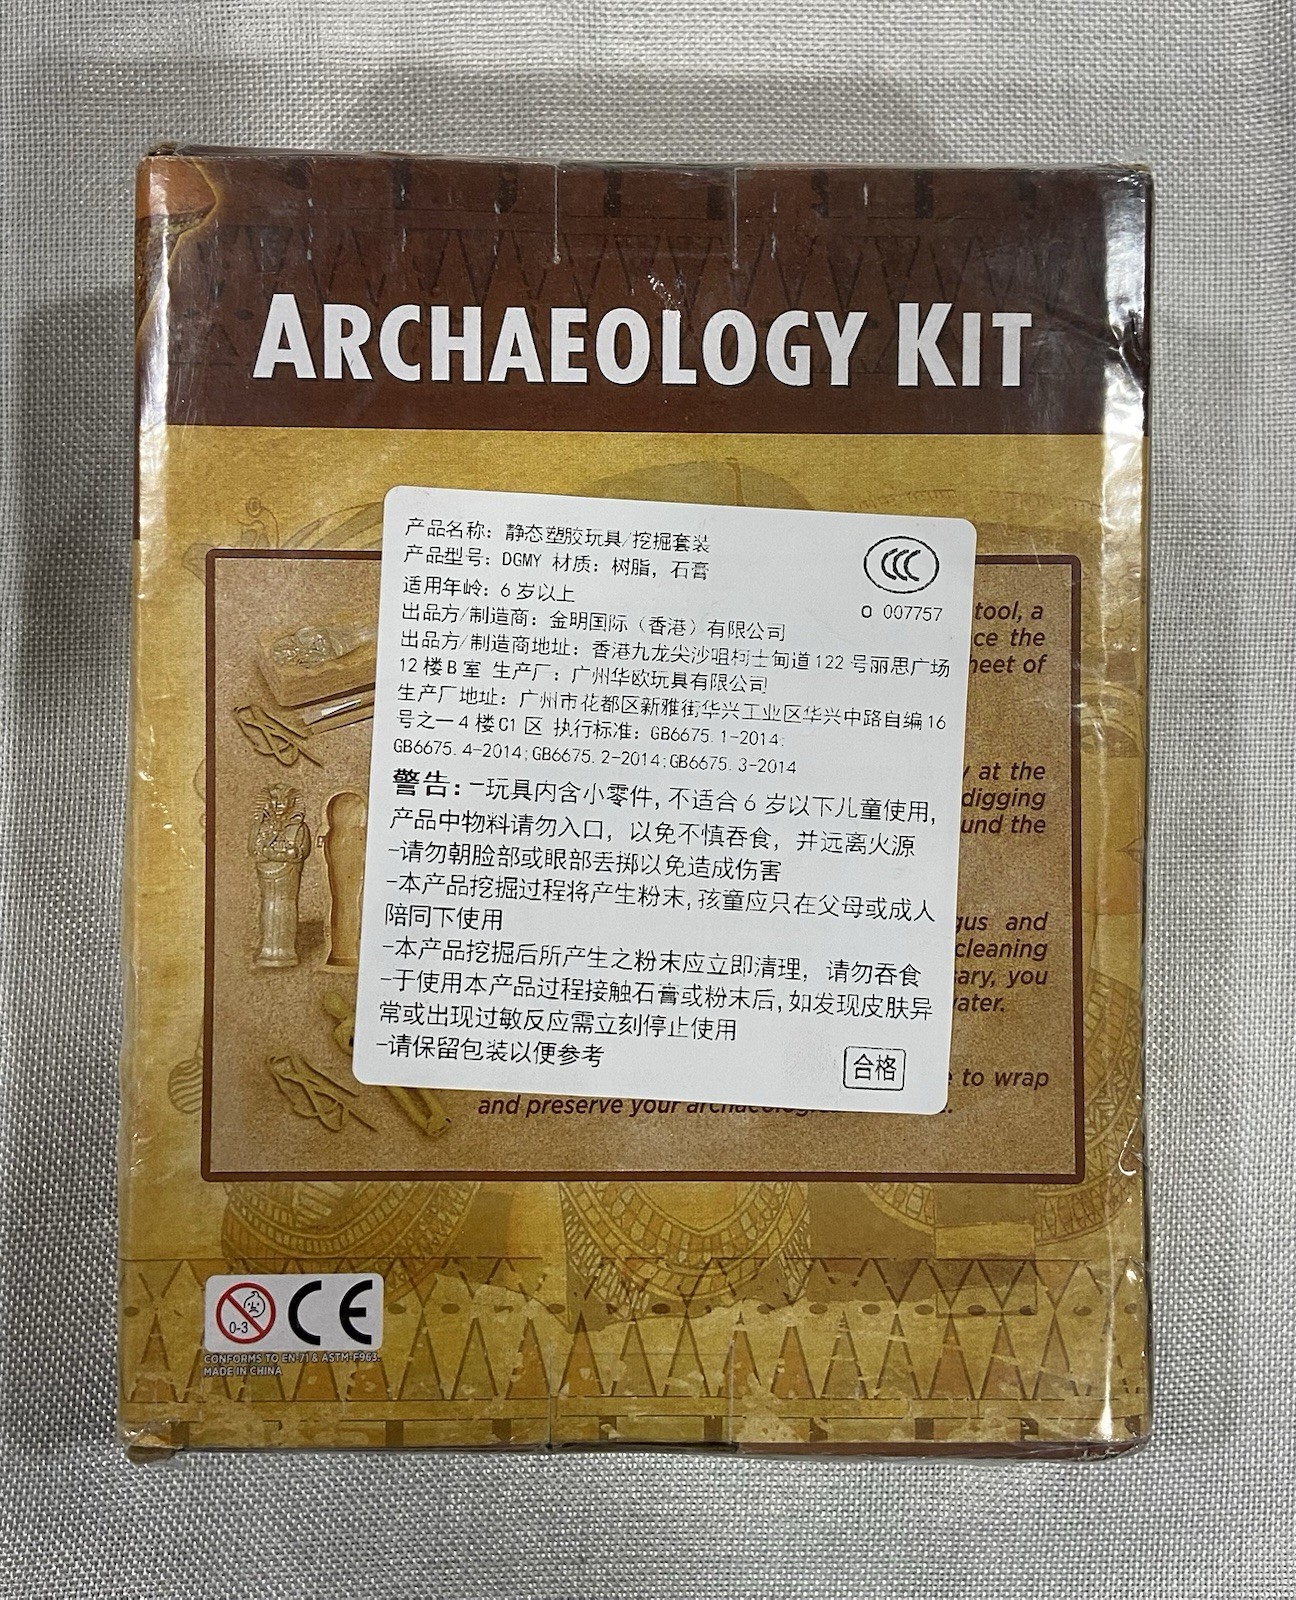 ARCHAEOLOGY KIT
产品名称：静态塑胶玩具/挖掘套装
产品型号：DGMY 材质：树脂，石膏
适用年岭：6岁以上
出品方/制造商：金明国际（香港）有限公司
出品方/制造商地址：香港九龙尖沙咀柯士甸道122号丽思广场
12楼B室 生产厂：广州华欧玩具有限公司
生产厂地址：广州市花都区新雅街华兴工业区华兴中路自编16
号之一4楼C1区 执行标准：GB6675.1-2014;
GB6675.4-2014;GB6675.2-2014;GB6675.3-2014
警告：-玩具内含小零件，不适合6岁以下儿童使用，
产品中物料请勿入口，以免不慎吞食，并远离火源
-请勿朝脸部或眼部丢掷以免造成伤害
-本产品挖掘过程将产生粉末，孩童应只在父母或成人
陪同下使用
-本产品挖掘后所产生之粉末应立即清理，请勿吞食
-于使用本产品过程接触石膏或粉末后，如发现皮肤异
常或出现过敏反应需立刻停止使用
-请保留包装以便参考
合格
CCC
O 007757
tool, a
the
of
at the
digging
the
and
cleaning
you
to wrap
and preserve your
0-3
CE
CONFORMS TO EN-71 & ASTM-F963.
MADE IN CHINA